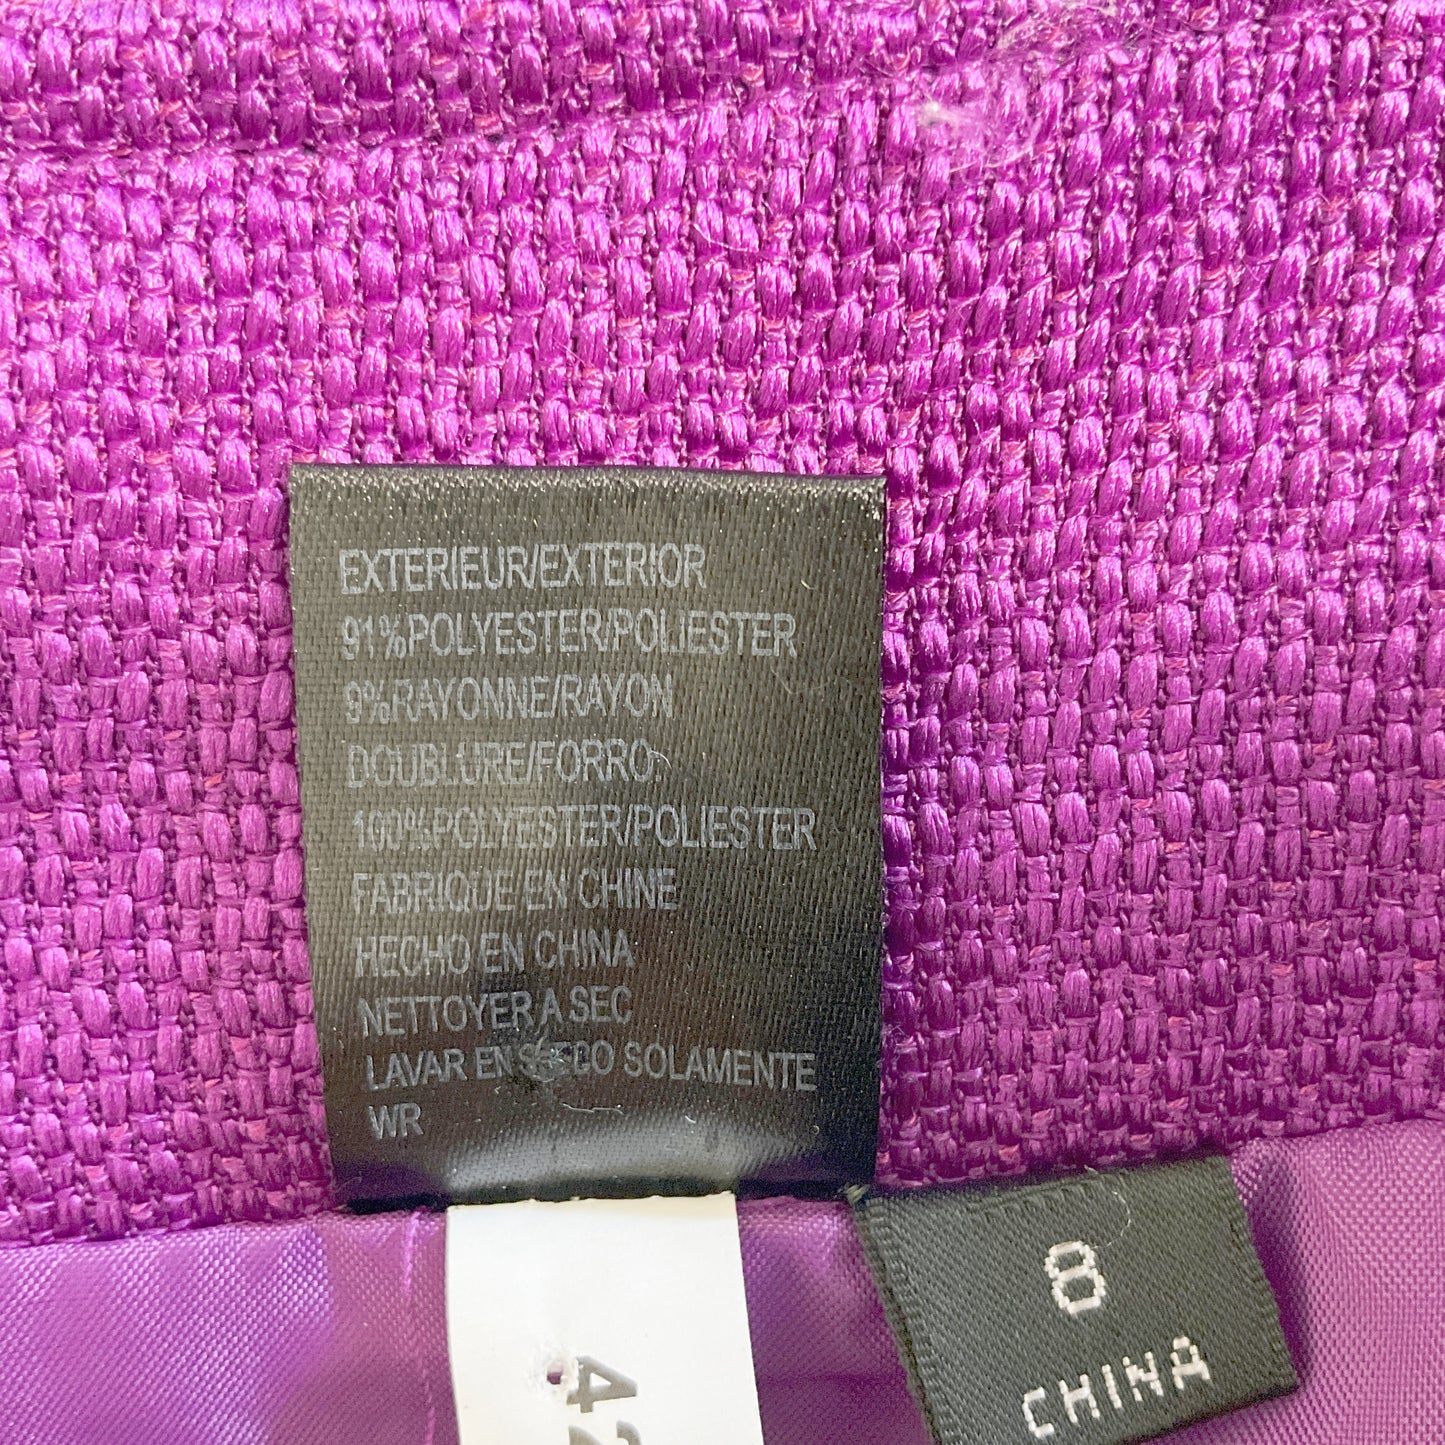 EXTERIEUR/EXTERIOR
91%POLYESTER/POLIESTER
9%RAYONNE/RAYON
DOUBLURE/FORRO:
100%POLYESTER/POLIESTER
FABRIQUE EN CHINE
HECHO EN CHINA
NETTOYER A SEC
LAVAR EN SECO SOLAMENTE
WR
8
CHINA